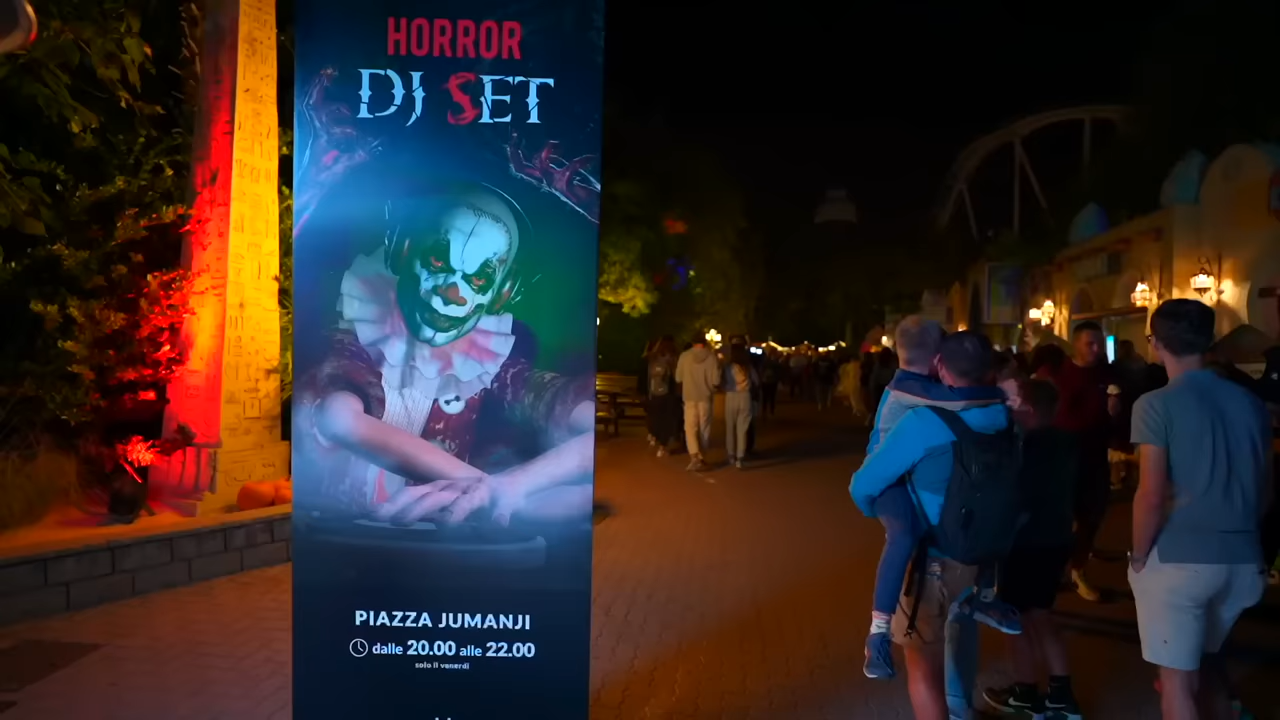 HORROR
DJ SET
PIAZZA JUMANJI
dalle 20.00 alle 22.00
solo il venerdì